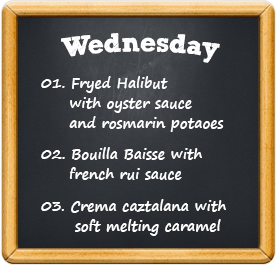 Wednesday
01. Fryed Halibut
with oyster sauce
and rosmarin potaoes
02. Bouilla Baisse with
french rui sauce
03. Crema caztalana with
soft melting caramel